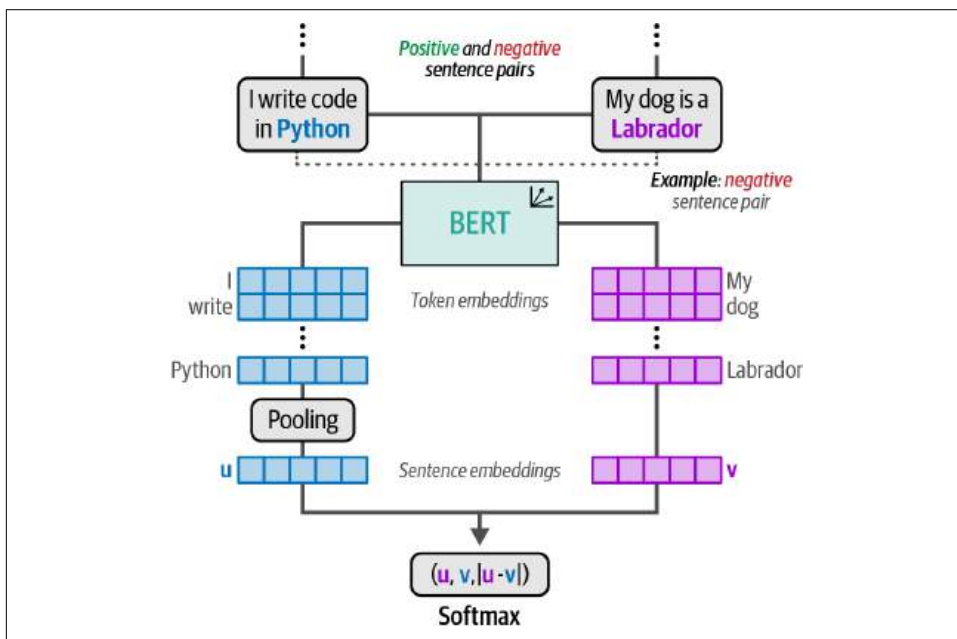 Positive and negative
sentence pairs
I write code
in Python
My dog is a
Labrador
Example: negative
sentence pair
BERT
I
write
Token embeddings
My
dog
Python
Labrador
Pooling
u
Sentence embeddings
v
(u, v, |u - v|)
Softmax